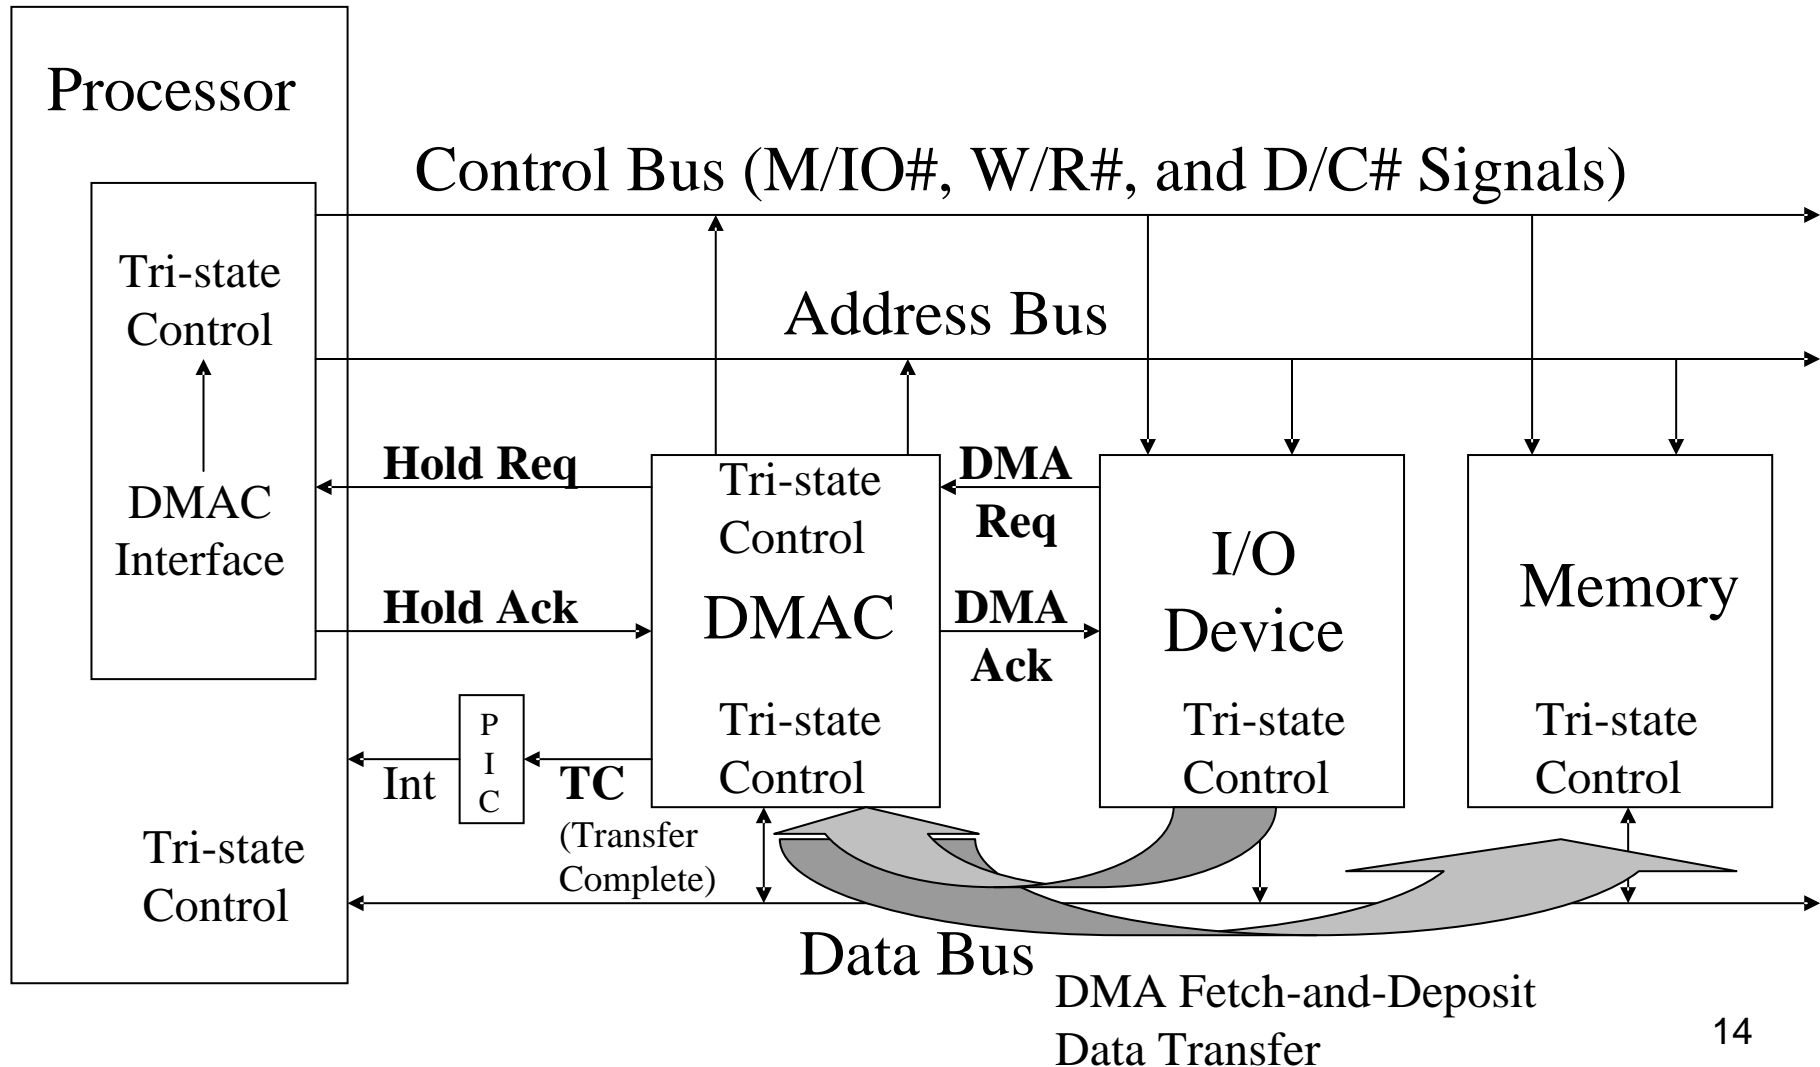 Processor
Control Bus (M/IO#, W/R#, and D/C# Signals)
Tri-state
Control
Address Bus
DMAC
Interface
Hold Req
Hold Ack
Tri-state
Control
DMAC
Tri-state
Control
DMA
Req
DMA
Ack
I/O
Device
Tri-state
Control
Memory
Tri-state
Control
P
I
C
Int
TC
(Transfer
Complete)
Tri-state
Control
Data Bus
DMA Fetch-and-Deposit
Data Transfer
14